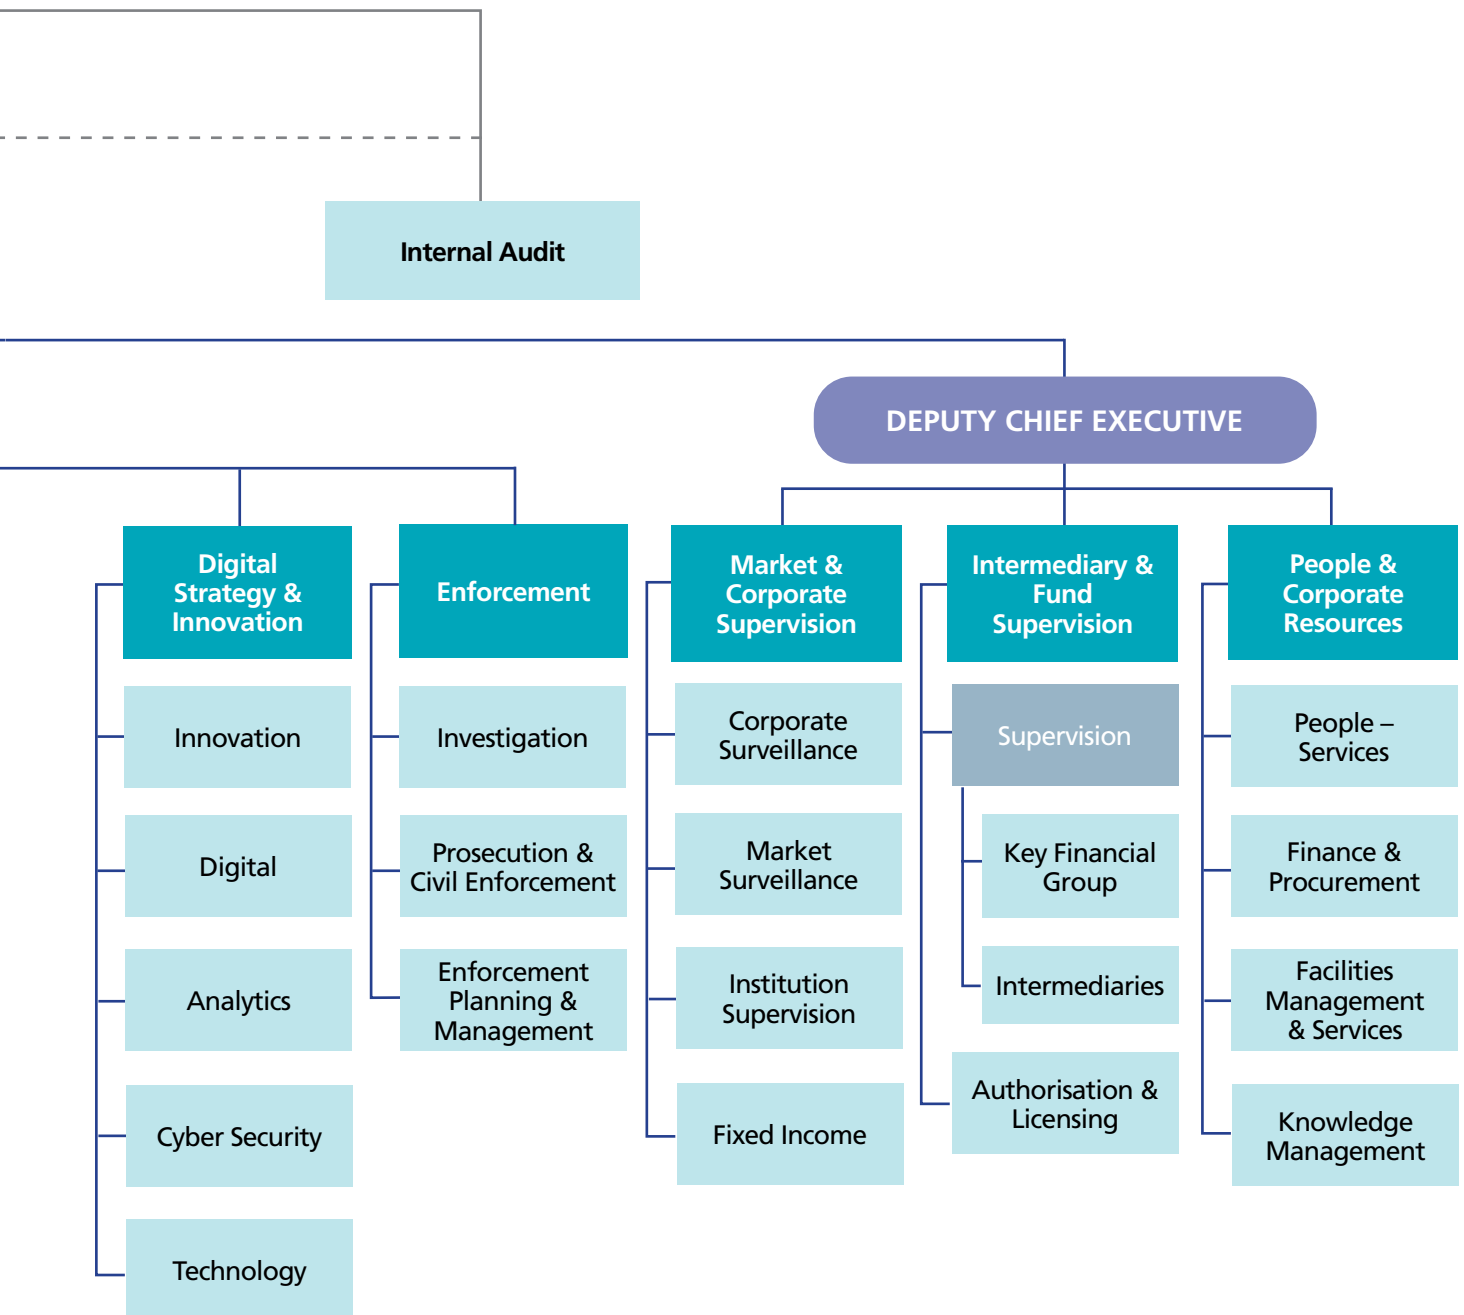 Internal Audit
DEPUTY CHIEF EXECUTIVE
Digital
Strategy &
Innovation
Innovation
Digital
Analytics
Cyber Security
Technology
Enforcement
Investigation
Prosecution &
Civil Enforcement
Enforcement
Planning &
Management
Market &
Corporate
Supervision
Corporate
Surveillance
Market
Surveillance
Institution
Supervision
Fixed Income
Intermediary &
Fund
Supervision
Supervision
Key Financial
Group
Intermediaries
Authorisation &
Licensing
People &
Corporate
Resources
People –
Services
Finance &
Procurement
Facilities
Management
& Services
Knowledge
Management